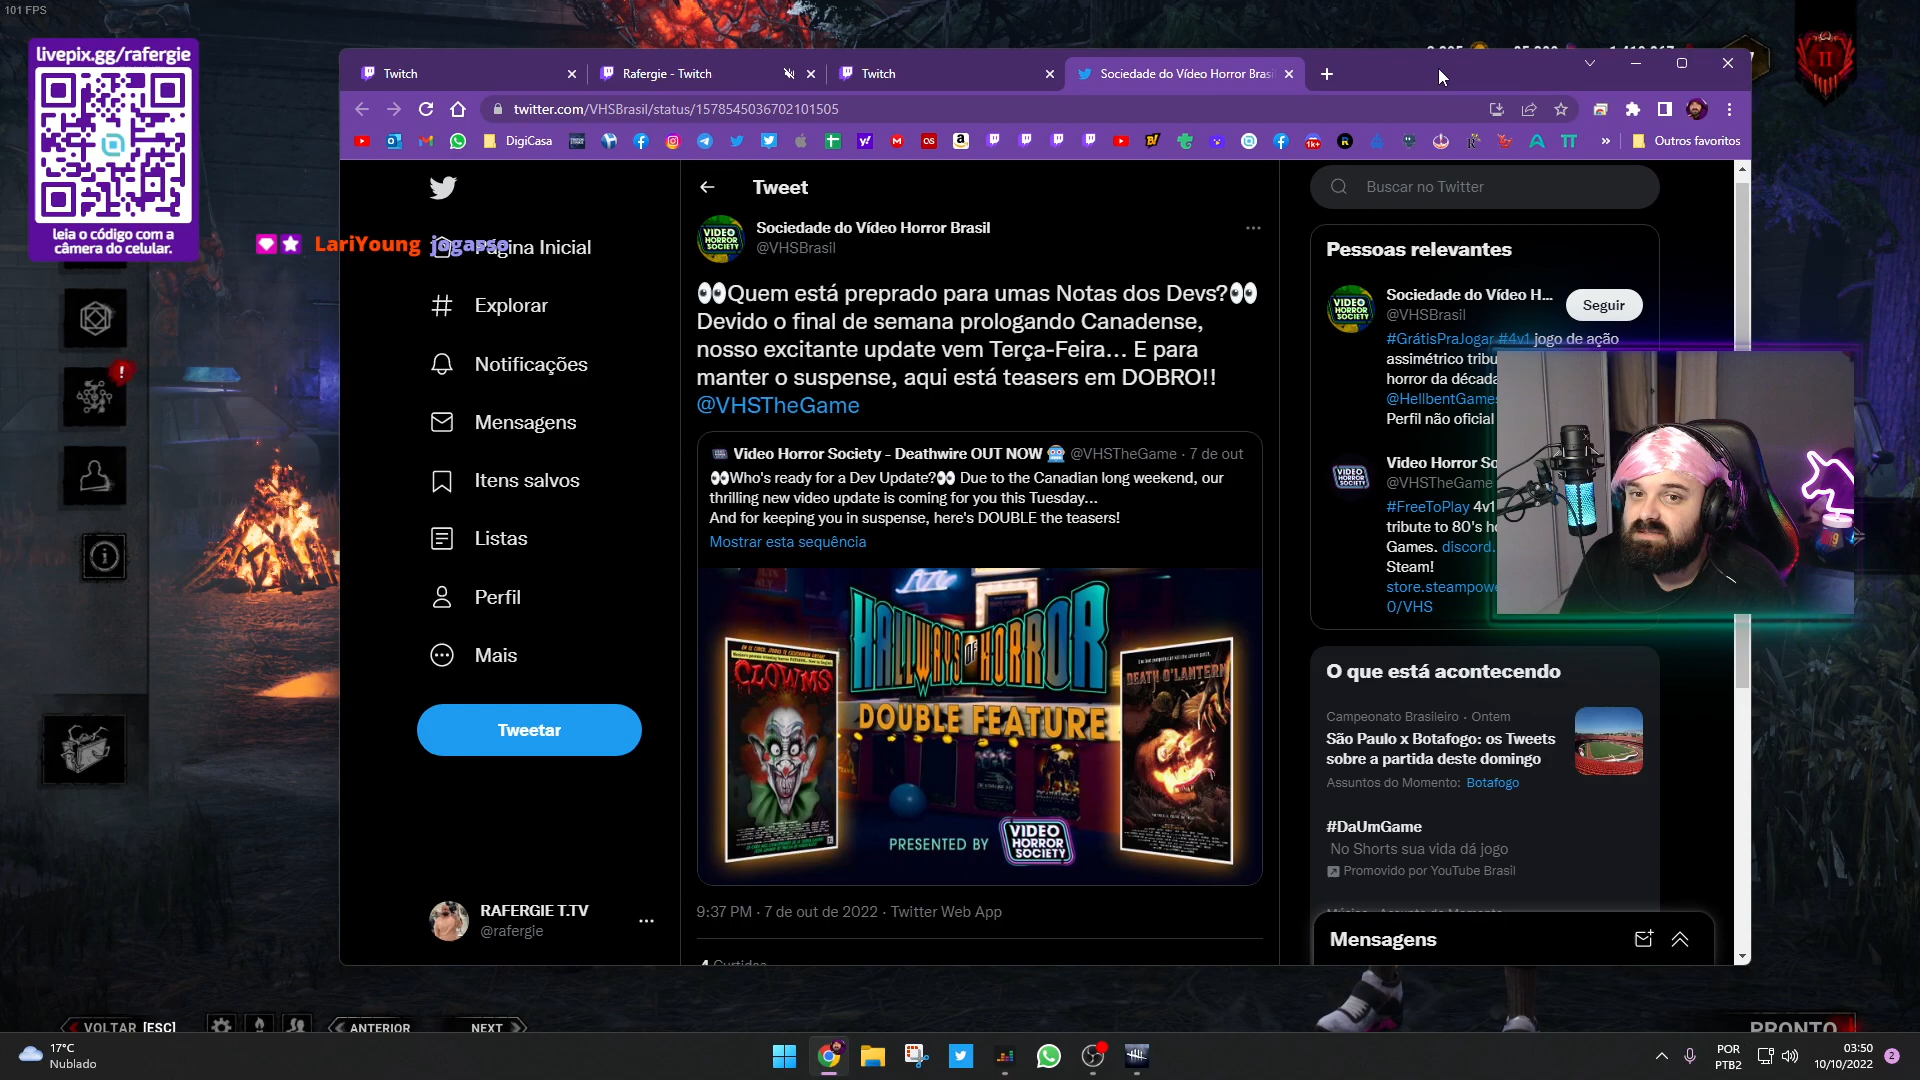 101 FPS
livepix.gg/rafergie
leia o código com a
câmera do celular.
LariYoung jogasso
Twitch
Rafergie - Twitch
Twitch
Sociedade do Vídeo Horror Brasi
twitter.com/VHSBrasil/status/1578545036702101505
DigiCasa
Outros favoritos
Página Inicial
Explorar
Notificações
Mensagens
Itens salvos
Listas
Perfil
Mais
Tweetar
RAFERGIE T.TV
@rafergie
Tweet
Sociedade do Vídeo Horror Brasil
@VHSBrasil
👀Quem está preprado para umas Notas dos Devs?👀
Devido o final de semana prologando Canadense,
nosso excitante update vem Terça-Feira... E para
manter o suspense, aqui está teasers em DOBRO!!
@VHSTheGame
Video Horror Society - Deathwire OUT NOW @VHSTheGame · 7 de out
👀Who's ready for a Dev Update?👀 Due to the Canadian long weekend, our
thrilling new video update is coming for you this Tuesday...
And for keeping you in suspense, here's DOUBLE the teasers!
Mostrar esta sequência
HALLWAYS OF HORROR
DOUBLE FEATURE
CLOWMS
DEATH O'LANTERN
PRESENTED BY VIDEO HORROR SOCIETY
9:37 PM · 7 de out de 2022 · Twitter Web App
4 Curtidas
Buscar no Twitter
Pessoas relevantes
Sociedade do Vídeo H...
@VHSBrasil
Seguir
#GrátisPraJogar #4v1 jogo de ação
assimétrico tribu
horror da década
@HellbentGames
Perfil não oficial
Video Horror So
@VHSTheGame
#FreeToPlay 4v1
tribute to 80's ho
Games. discord.
Steam!
store.steampowe
0/VHS
O que está acontecendo
Campeonato Brasileiro · Ontem
São Paulo x Botafogo: os Tweets
sobre a partida deste domingo
Assuntos do Momento: Botafogo
#DaUmGame
No Shorts sua vida dá jogo
Promovido por YouTube Brasil
Mensagens
VOLTAR [ESC]
ANTERIOR
NEXT
PRONTO
17°C
Nublado
POR
PTB2
03:50
10/10/2022
2